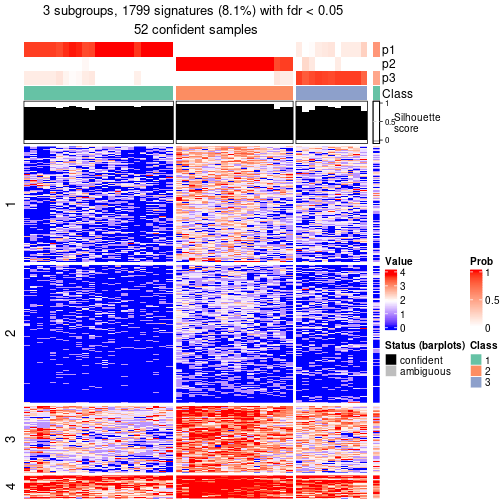 3 subgroups, 1799 signatures (8.1%) with fdr < 0.05
52 confident samples
p1
p2
p3
Class
1
0.5
0
Silhouette
score
1
2
3
4
Value
4
3
2
1
0
Prob
1
0.5
0
Status (barplots)
confident
ambiguous
Class
1
2
3